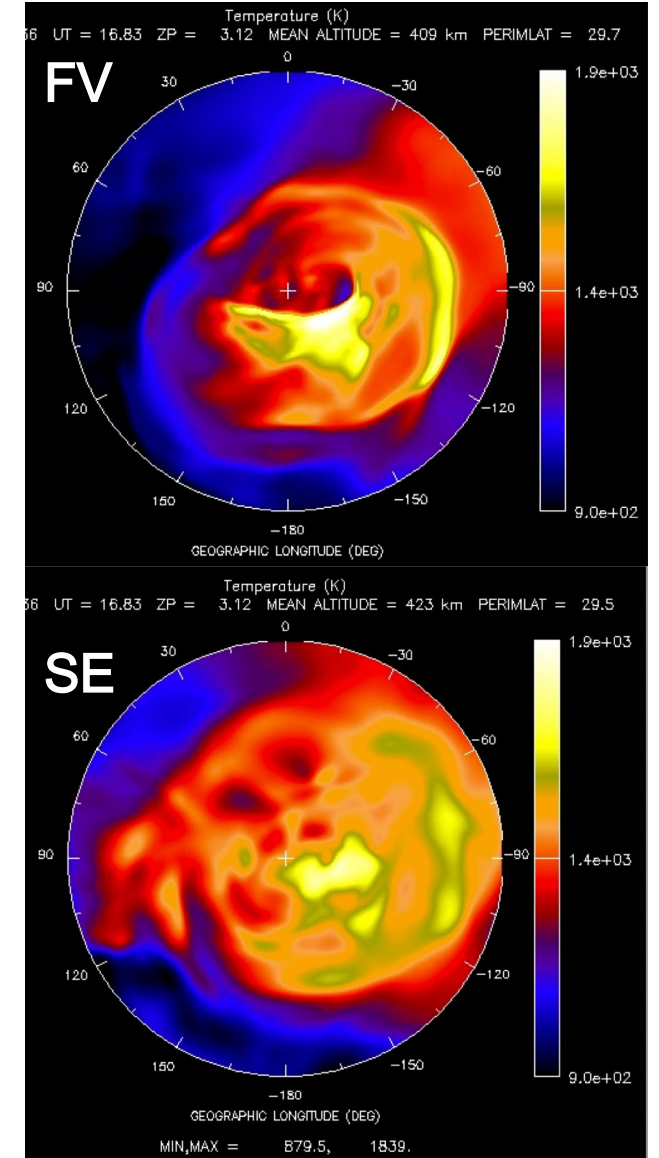 Temperature (K)
56 UT = 16.83 ZP = 3.12 MEAN ALTITUDE = 409 km PERIMLAT = 29.7
FV
0
30
-30
1.9e+03
60
-60
90
-90
1.4e+03
120
-120
150
-150
-180
9.0e+02
GEOGRAPHIC LONGITUDE (DEG)
Temperature (K)
56 UT = 16.83 ZP = 3.12 MEAN ALTITUDE = 423 km PERIMLAT = 29.5
SE
0
30
-30
1.9e+03
60
-60
90
-90
1.4e+03
120
-120
150
-150
-180
9.0e+02
GEOGRAPHIC LONGITUDE (DEG)
MIN,MAX = 879.5, 1839.